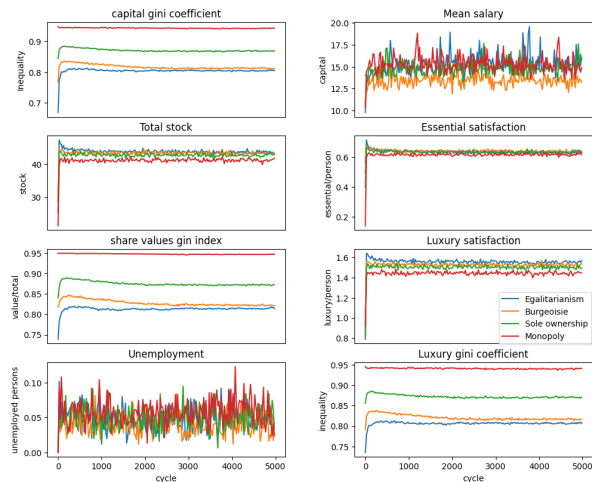 capital gini coefficient
Inequality
0.9
0.8
0.7
Mean salary
capital
20.0
17.5
15.0
12.5
10.0
Total stock
stock
40
30
Essential satisfaction
essential/person
0.6
0.4
0.2
share values gin index
value/total
0.95
0.90
0.85
0.80
0.75
Luxury satisfaction
luxury/person
1.6
1.4
1.2
1.0
0.8
Egalitarianism
Burgeoisie
Sole ownership
Monopoly
Unemployment
unemployed persons
0.10
0.05
0.00
0 1000 2000 3000 4000 5000
cycle
Luxury gini coefficient
inequality
0.95
0.90
0.85
0.80
0.75
0 1000 2000 3000 4000 5000
cycle